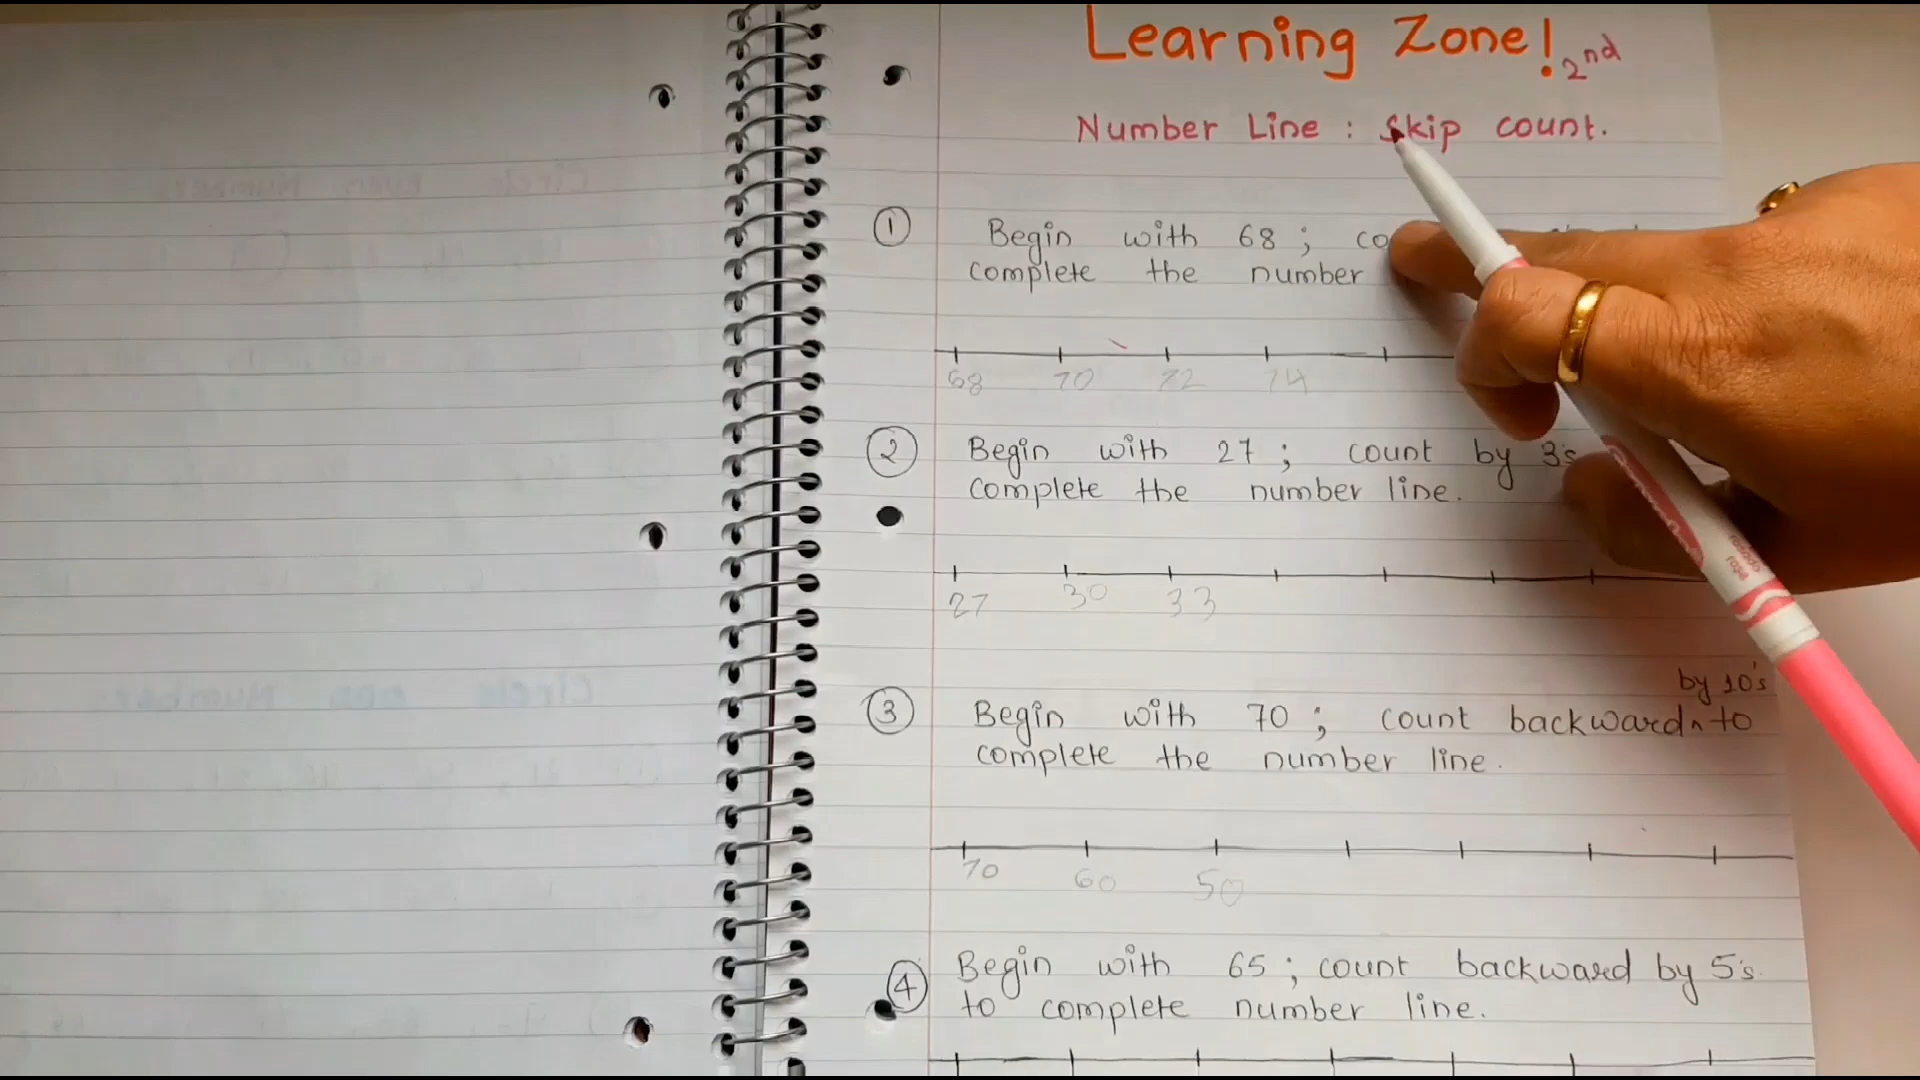 Learning Zone!
2nd
Number Line : Skip count.
① Begin with 68 ; co
complete the number
68 70 72 74
② Begin with 27 ; count by 3's
complete the number line.
27 30 33
by 10's
③ Begin with 70 ; count backward ^ to
complete the number line.
70 60 50
④ Begin with 65 ; count backward by 5's.
to complete number line.